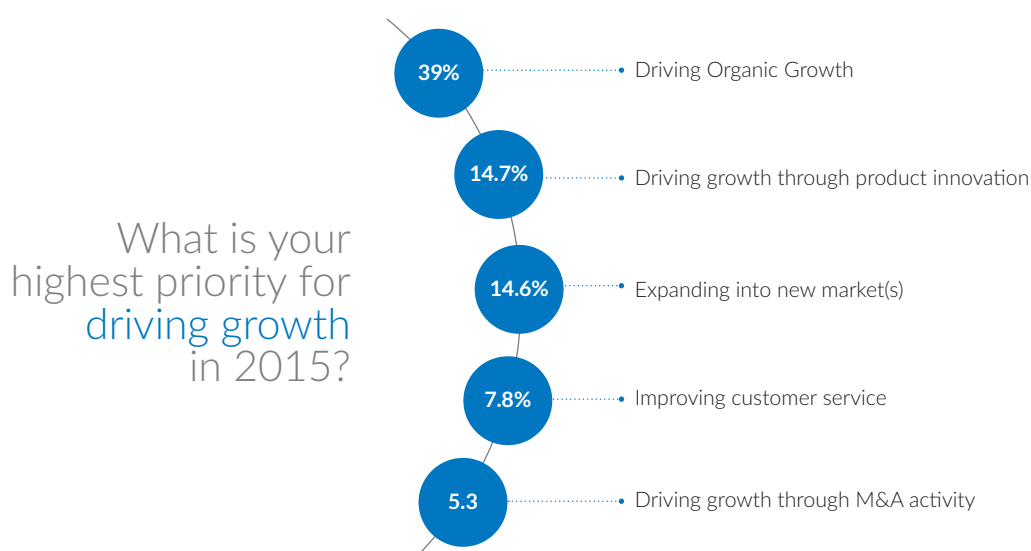 What is your
highest priority for
driving growth
in 2015?
39%
Driving Organic Growth
14.7%
Driving growth through product innovation
14.6%
Expanding into new market(s)
7.8%
Improving customer service
5.3
Driving growth through M&A activity